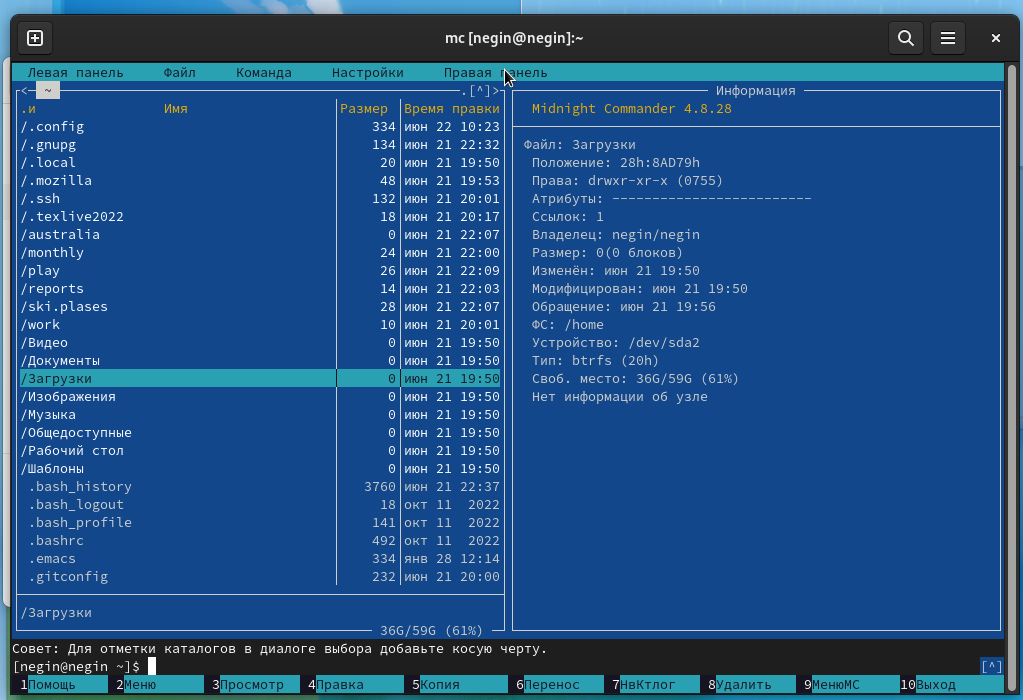 mc [negin@negin]:~
Левая панель Файл Команда Настройки Правая панель
<─ ~ .[^]>
.и Имя Размер Время правки
/.config 334 июн 22 10:23
/.gnupg 134 июн 21 22:32
/.local 20 июн 21 19:50
/.mozilla 48 июн 21 19:53
/.ssh 132 июн 21 20:01
/.texlive2022 18 июн 21 20:17
/australia 0 июн 21 22:07
/monthly 24 июн 21 22:00
/play 26 июн 21 22:09
/reports 14 июн 21 22:03
/ski.plases 28 июн 21 22:07
/work 10 июн 21 20:01
/Видео 0 июн 21 19:50
/Документы 0 июн 21 19:50
/Загрузки 0 июн 21 19:50
/Изображения 0 июн 21 19:50
/Музыка 0 июн 21 19:50
/Общедоступные 0 июн 21 19:50
/Рабочий стол 0 июн 21 19:50
/Шаблоны 0 июн 21 19:50
.bash_history 3760 июн 21 22:37
.bash_logout 18 окт 11 2022
.bash_profile 141 окт 11 2022
.bashrc 492 окт 11 2022
.emacs 334 янв 28 12:14
.gitconfig 232 июн 21 20:00
/Загрузки
36G/59G (61%)
Информация
Midnight Commander 4.8.28
Файл: Загрузки
Положение: 28h:8AD79h
Права: drwxr-xr-x (0755)
Атрибуты: -------------------------
Ссылок: 1
Владелец: negin/negin
Размер: 0(0 блоков)
Изменён: июн 21 19:50
Модифицирован: июн 21 19:50
Обращение: июн 21 19:56
ФС: /home
Устройство: /dev/sda2
Тип: btrfs (20h)
Своб. место: 36G/59G (61%)
Нет информации об узле
Совет: Для отметки каталогов в диалоге выбора добавьте косую черту.
[negin@negin ~]$ [^]
1Помощь 2Меню 3Просмотр 4Правка 5Копия 6Перенос 7НвКтлог 8Удалить 9МенюМС 10Выход